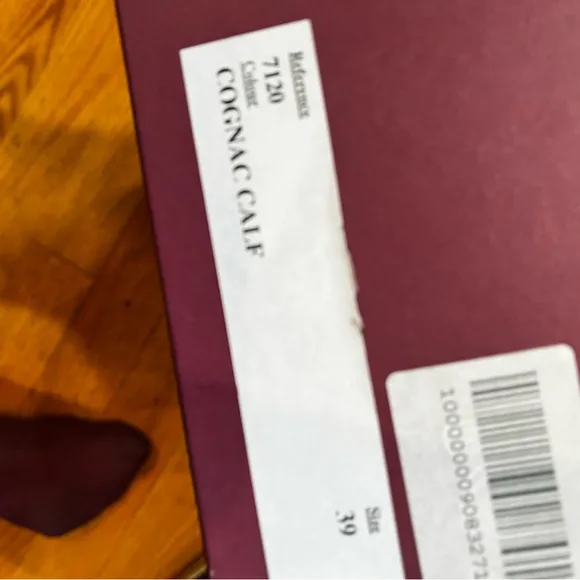 Reference
7120
Colour
COGNAC CALF
Size
39